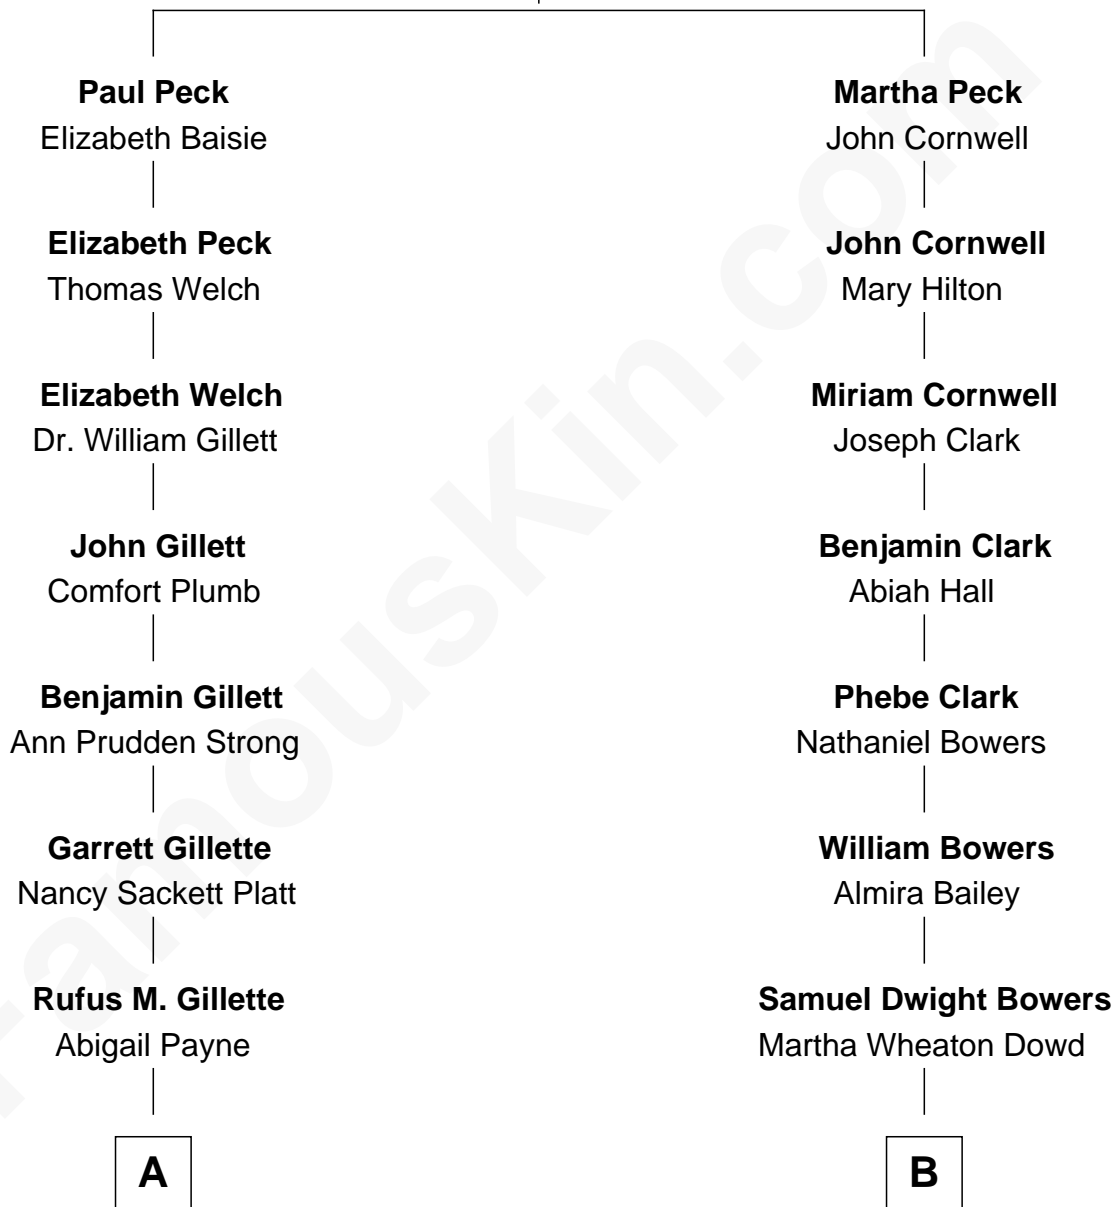 Paul Peck
Elizabeth Baisie
Elizabeth Peck
Thomas Welch
Elizabeth Welch
Dr. William Gillett
John Gillett
Comfort Plumb
Benjamin Gillett
Ann Prudden Strong
Garrett Gillette
Nancy Sackett Platt
Rufus M. Gillette
Abigail Payne
A
Martha Peck
John Cornwell
John Cornwell
Mary Hilton
Miriam Cornwell
Joseph Clark
Benjamin Clark
Abiah Hall
Phebe Clark
Nathaniel Bowers
William Bowers
Almira Bailey
Samuel Dwight Bowers
Martha Wheaton Dowd
B
FamousKin.com